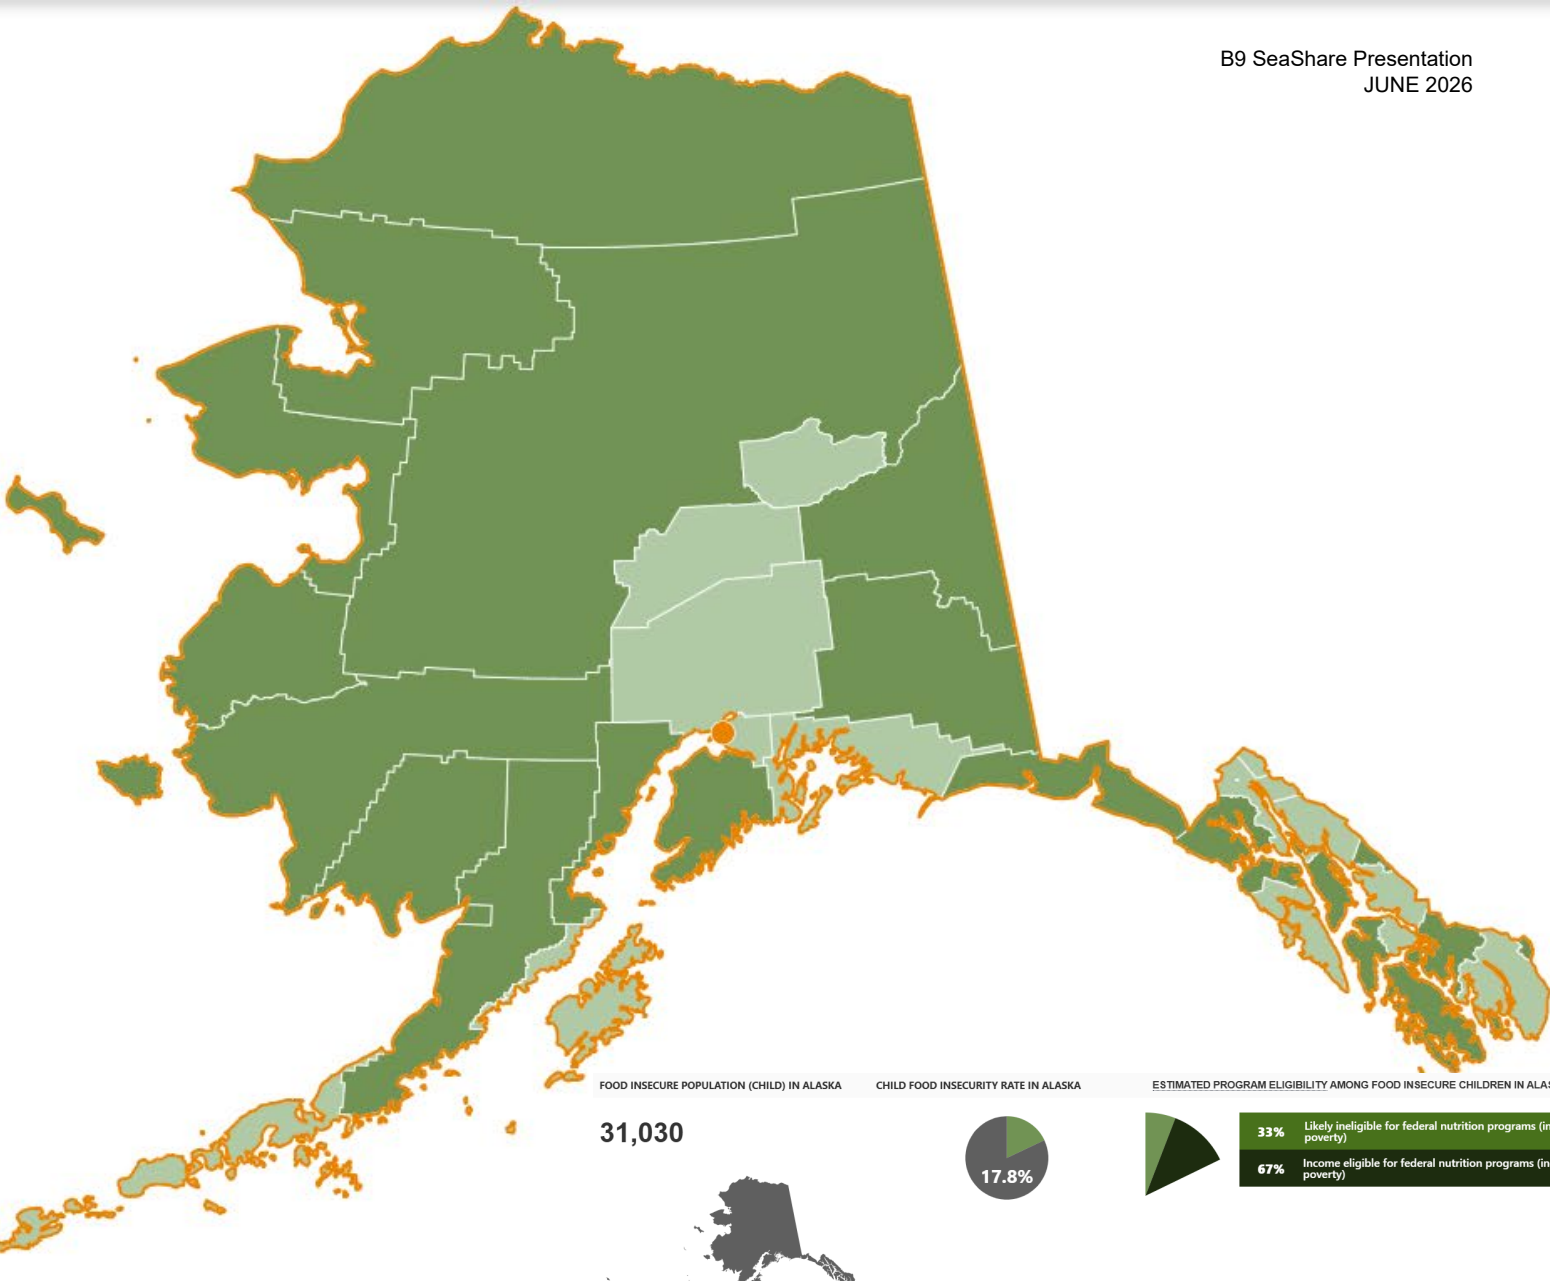 B9 SeaShare Presentation
JUNE 2026
FOOD INSECURE POPULATION (CHILD) IN ALASKA
CHILD FOOD INSECURITY RATE IN ALASKA
ESTIMATED PROGRAM ELIGIBILITY AMONG FOOD INSECURE CHILDREN IN ALAS
31,030
17.8%
33%
Likely ineligible for federal nutrition programs (in
poverty)
67%
Income eligible for federal nutrition programs (in
poverty)